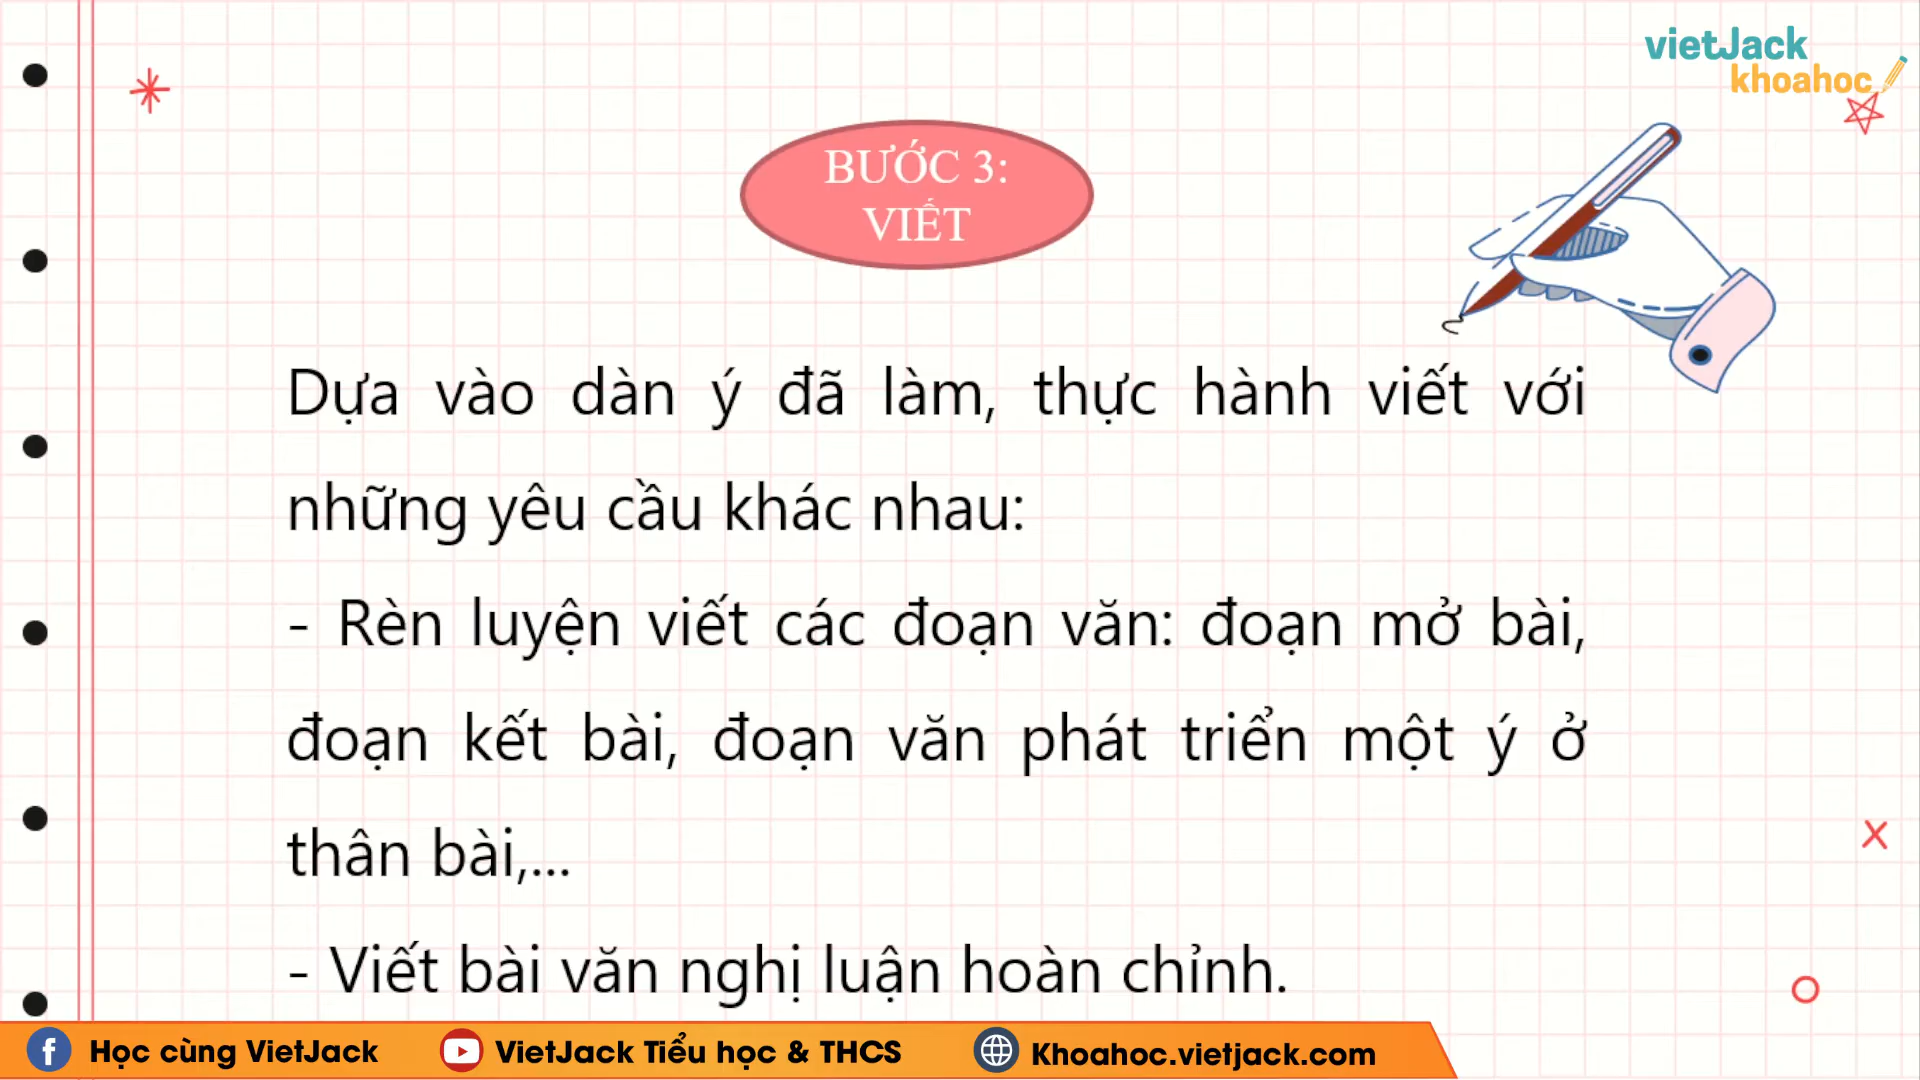 vietJack
khoahoc
BƯỚC 3:
VIẾT
Dựa vào dàn ý đã làm, thực hành viết với
những yêu cầu khác nhau:
- Rèn luyện viết các đoạn văn: đoạn mở bài,
đoạn kết bài, đoạn văn phát triển một ý ở
thân bài,...
- Viết bài văn nghị luận hoàn chỉnh.
Học cùng VietJack
VietJack Tiểu học & THCS
Khoahoc.vietjack.com